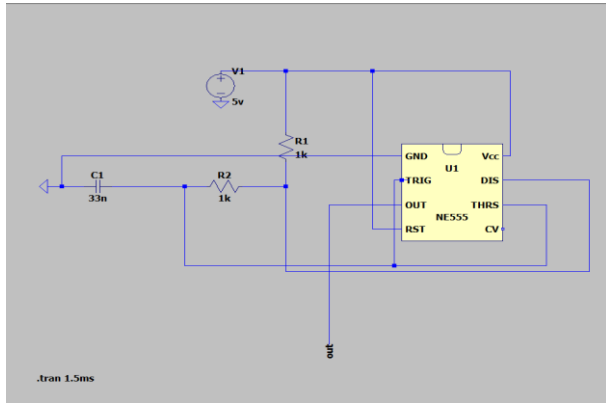 V1
5v
R1
1k
C1
33n
R2
1k
GND
Vcc
U1
TRIG
DIS
OUT
THRS
NE555
RST
CV
out
.tran 1.5ms